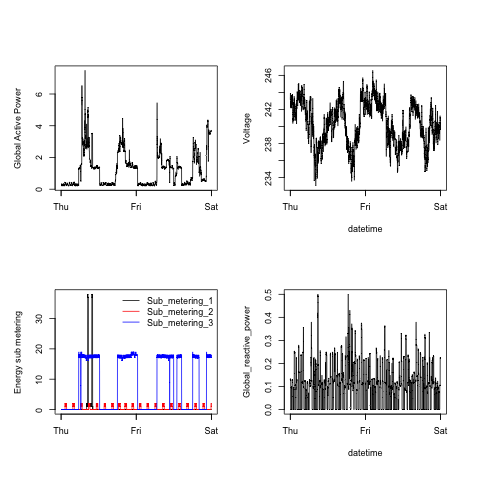 Global Active Power
0 2 4 6
Thu Fri Sat
Voltage
234 238 242 246
Thu Fri Sat
datetime
Energy sub metering
0 10 20 30
Sub_metering_1
Sub_metering_2
Sub_metering_3
Thu Fri Sat
Global_reactive_power
0.0 0.1 0.2 0.3 0.4 0.5
Thu Fri Sat
datetime